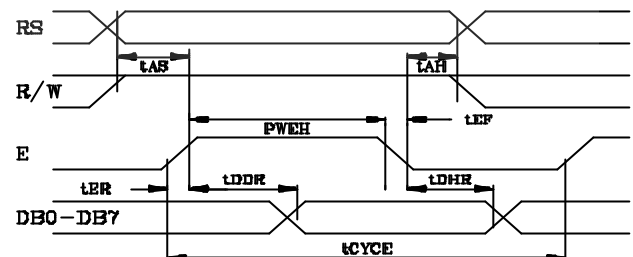 RS
tAS tAH
R/W
PWEH tEF
E
tER tDDR tDHR
DB0-DB7
tCYCE